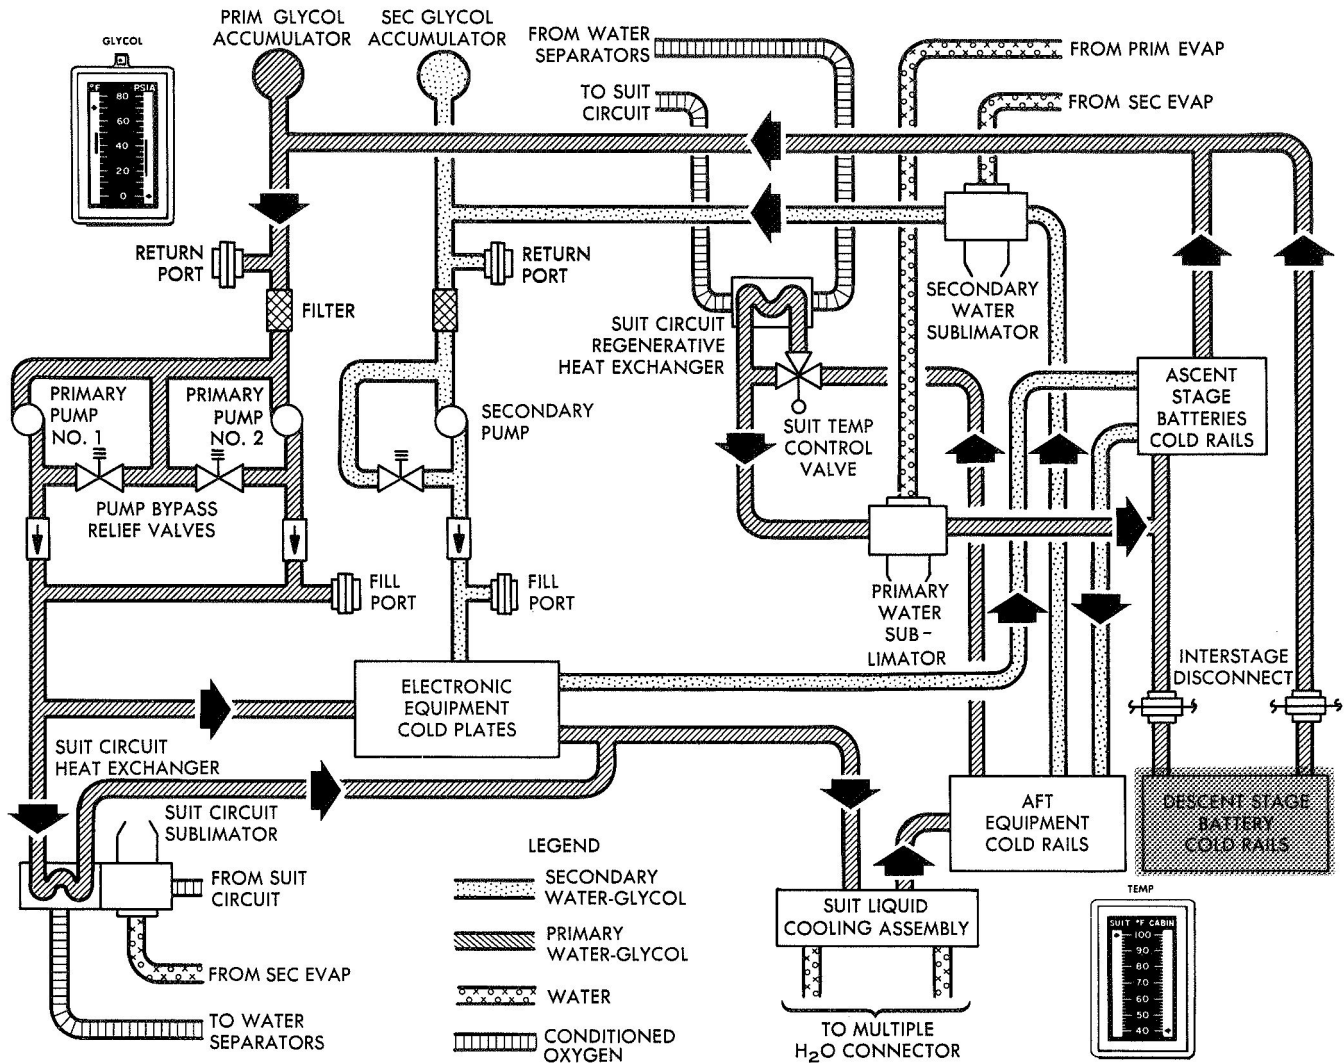 GLYCOL
°F PSIA
80
60
40
20
0
PRIM GLYCOL
ACCUMULATOR
SEC GLYCOL
ACCUMULATOR
FROM WATER
SEPARATORS
TO SUIT
CIRCUIT
FROM PRIM EVAP
FROM SEC EVAP
RETURN
PORT
FILTER
RETURN
PORT
SUIT CIRCUIT
REGENERATIVE
HEAT EXCHANGER
SECONDARY
WATER
SUBLIMATOR
PRIMARY
PUMP
NO. 1
PRIMARY
PUMP
NO. 2
SECONDARY
PUMP
SUIT TEMP
CONTROL
VALVE
ASCENT
STAGE
BATTERIES
COLD RAILS
PUMP BYPASS
RELIEF VALVES
FILL
PORT
FILL
PORT
PRIMARY
WATER
SUB-
LIMATOR
INTERSTAGE
DISCONNECT
ELECTRONIC
EQUIPMENT
COLD PLATES
SUIT CIRCUIT
HEAT EXCHANGER
SUIT CIRCUIT
SUBLIMATOR
AFT
EQUIPMENT
COLD RAILS
DESCENT STAGE
BATTERY
COLD RAILS
FROM SUIT
CIRCUIT
FROM SEC EVAP
TO WATER
SEPARATORS
LEGEND
SECONDARY
WATER-GLYCOL
PRIMARY
WATER-GLYCOL
WATER
CONDITIONED
OXYGEN
SUIT LIQUID
COOLING ASSEMBLY
TO MULTIPLE
H2O CONNECTOR
TEMP
SUIT °F CABIN
100
90
80
70
60
50
40